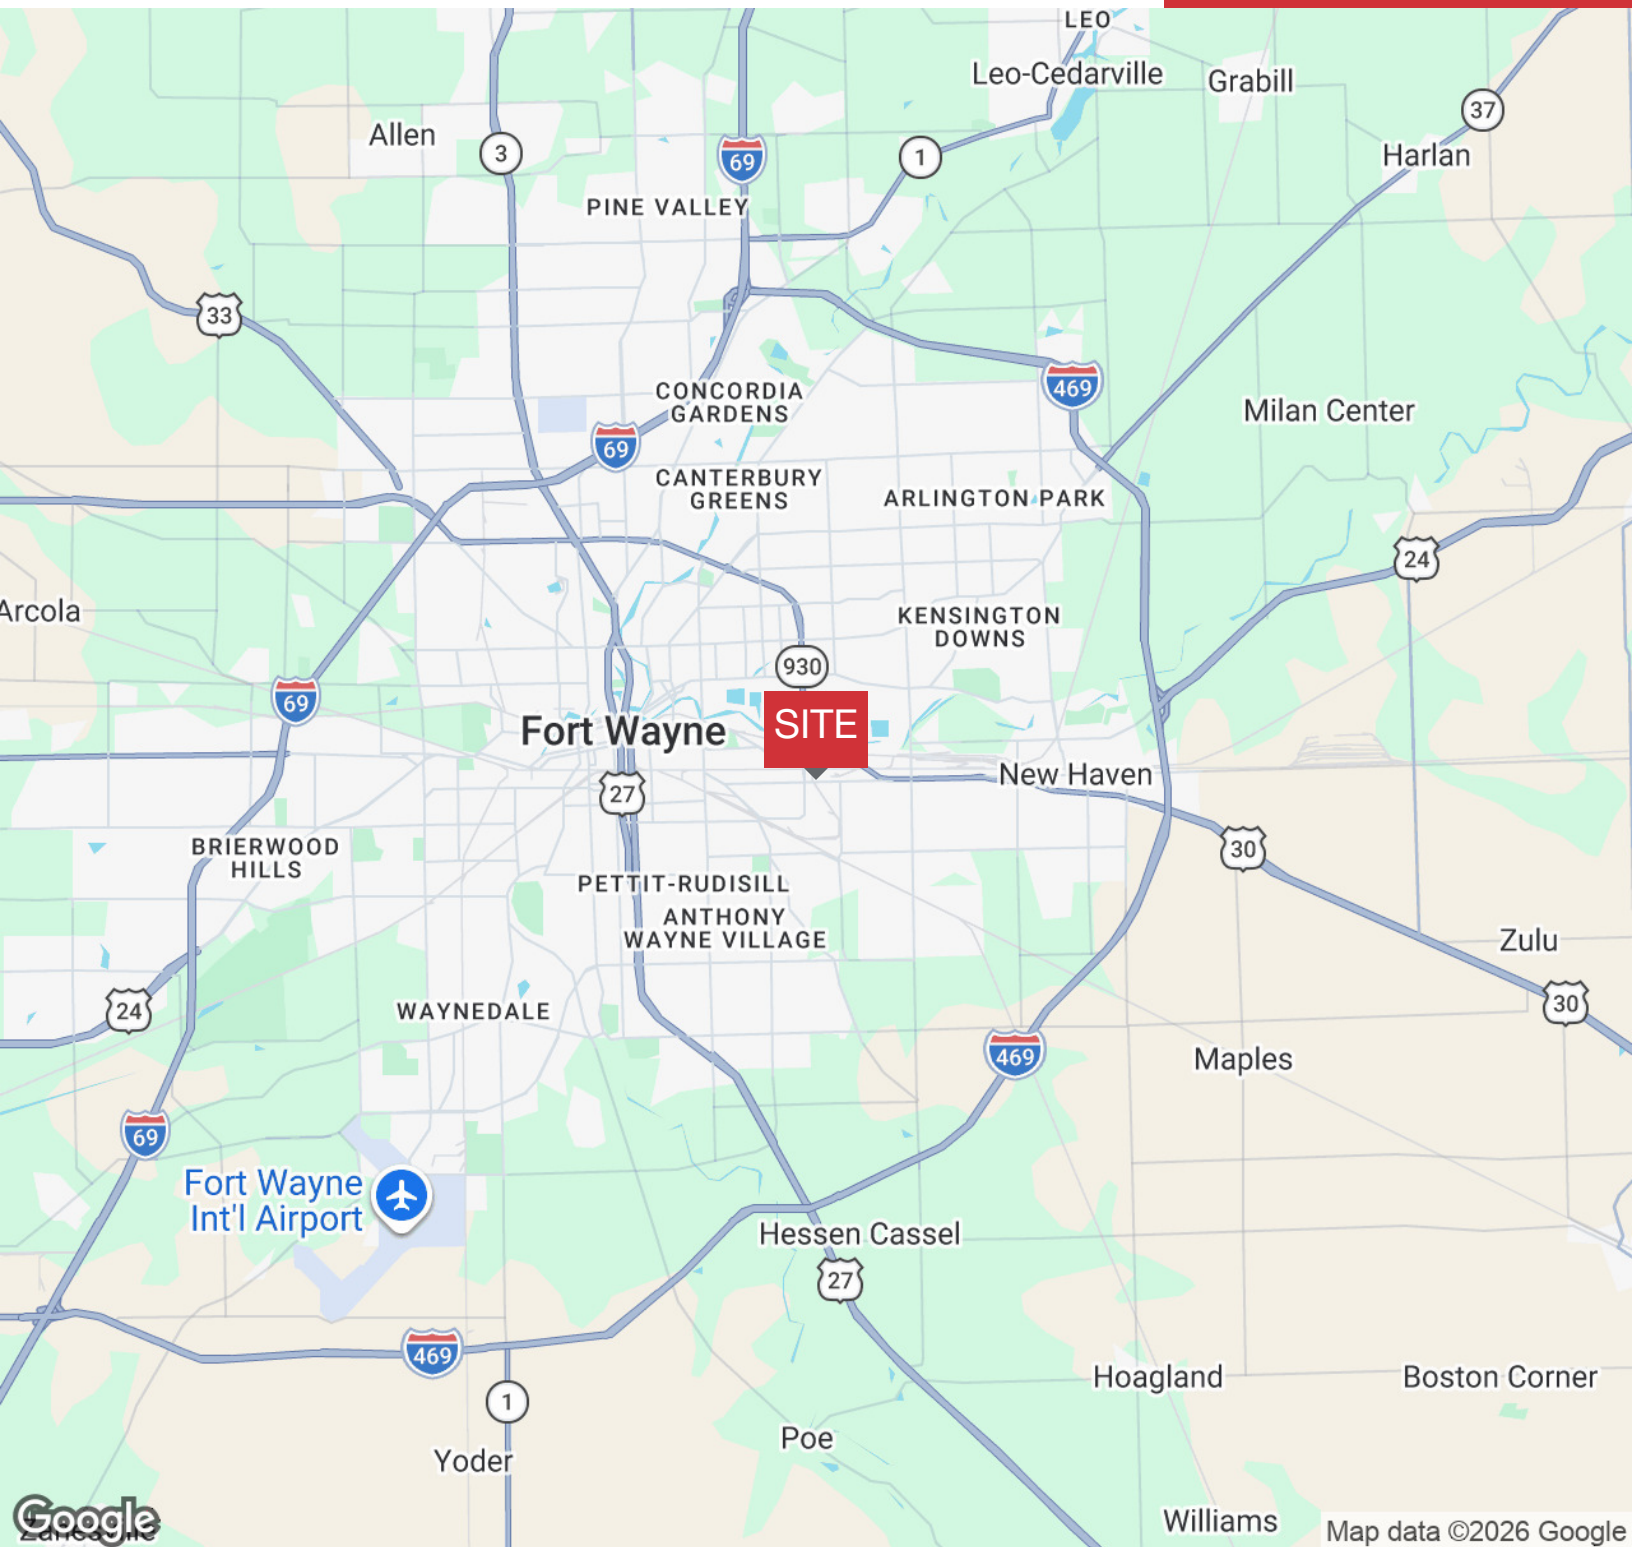 LEO
Leo-Cedarville
Grabill
37
Allen
3
69
1
Harlan
PINE VALLEY
33
469
CONCORDIA
GARDENS
Milan Center
69
CANTERBURY
GREENS
ARLINGTON PARK
24
Arcola
KENSINGTON
DOWNS
930
69
Fort Wayne
SITE
New Haven
27
BRIERWOOD
HILLS
30
PETTIT-RUDISILL
ANTHONY
WAYNE VILLAGE
Zulu
24
WAYNEDALE
30
469
Maples
69
Fort Wayne
Int'l Airport
Hessen Cassel
27
469
Hoagland
Boston Corner
1
Poe
Yoder
Google
Zanesville
Williams
Map data ©2026 Google